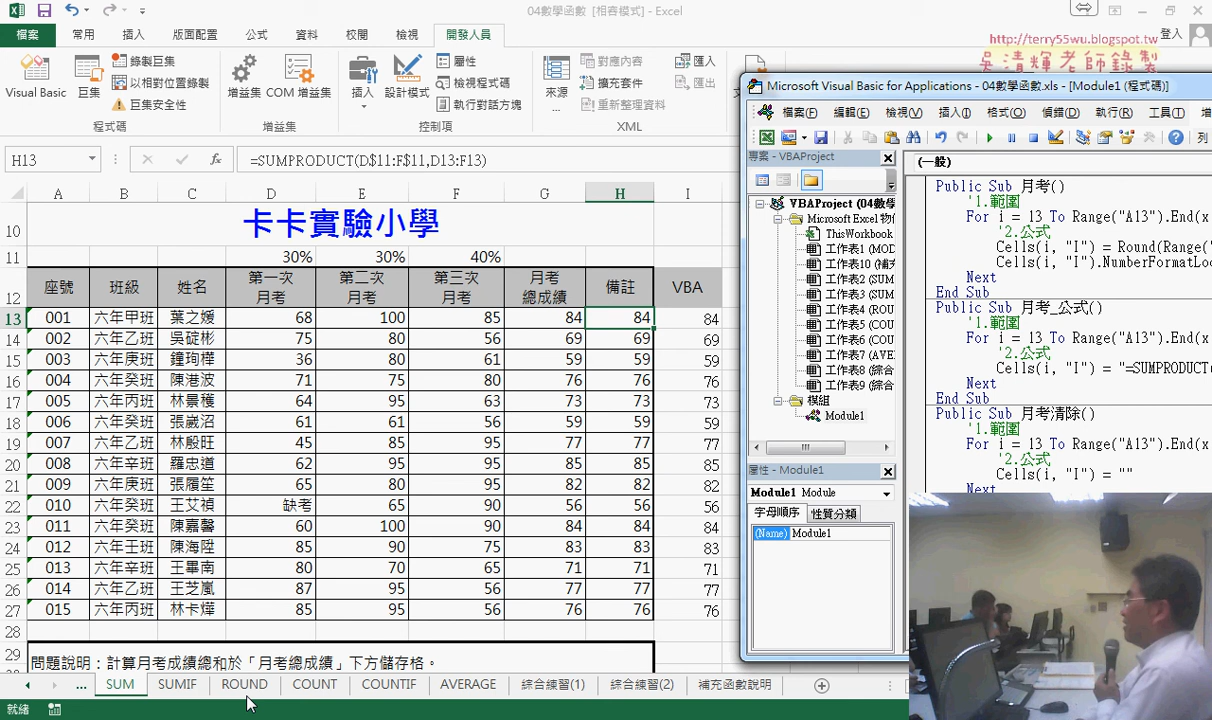 04數學函數 [相容模式] - Excel
檔案 常用 插入 版面配置 公式 資料 校閱 檢視 開發人員 登入
http://terry55wu.blogspot.tw
吳清輝老師錄製
Visual Basic 巨集 錄製巨集 以相對位置錄製 巨集安全性 程式碼
增益集 COM 增益集 增益集
插入 設計模式 屬性 檢視程式碼 執行對話方塊 控制項
來源 對應內容 擴充套件 重新整理資料 匯入 匯出 XML
H13 fx =SUMPRODUCT(D$11:F$11,D13:F13)
A B C D E F G H I
10 卡卡實驗小學
11 30% 30% 40%
12 座號 班級 姓名 第一次月考 第二次月考 第三次月考 月考總成績 備註 VBA
13 001 六年甲班 葉之媛 68 100 85 84 84 84
14 002 六年乙班 吳碇彬 75 80 56 69 69 69
15 003 六年庚班 鐘珣樺 36 80 61 59 59 59
16 004 六年癸班 陳港波 71 75 80 76 76 76
17 005 六年丙班 林景穫 64 95 63 73 73 73
18 006 六年癸班 張崴沼 61 61 56 59 59 59
19 007 六年乙班 林殷旺 45 85 95 77 77 77
20 008 六年辛班 羅忠道 62 95 95 85 85 85
21 009 六年庚班 張履笙 65 80 95 82 82 82
22 010 六年癸班 王艾禎 缺考 65 90 56 56 56
23 011 六年癸班 陳嘉馨 60 100 90 84 84 84
24 012 六年壬班 陳海陞 85 90 75 83 83 83
25 013 六年辛班 王畢南 80 70 65 71 71 71
26 014 六年乙班 王芝嵐 87 95 56 77 77 77
27 015 六年丙班 林卡燁 85 95 56 76 76 76
28
29 問題說明：計算月考成績總和於「月考總成績」下方儲存格。
... SUM SUMIF ROUND COUNT COUNTIF AVERAGE 綜合練習(1) 綜合練習(2) 補充函數說明
就緒
Microsoft Visual Basic for Applications - 04數學函數.xls - [Module1 (程式碼)]
檔案(F) 編輯(E) 檢視(V) 插入(I) 格式(O) 偵錯(D) 執行(R) 工具(T) 增
列
專案 - VBAProject
VBAProject (04數學
Microsoft Excel 物件
ThisWorkbook
工作表1 (MOD
工作表10 (補充
工作表2 (SUM
工作表3 (SUM
工作表4 (ROU
工作表5 (COU
工作表6 (COU
工作表7 (AVE
工作表8 (綜合
工作表9 (綜合
模組
Module1
屬性 - Module1
Module1 Module
字母順序 性質分類
(Name) Module1
(一般)
Public Sub 月考()
'1.範圍
For i = 13 To Range("A13").End(x
'2.公式
Cells(i, "I") = Round(Range("
Cells(i, "I").NumberFormatLoc
Next
End Sub
Public Sub 月考_公式()
'1.範圍
For i = 13 To Range("A13").End(x
'2.公式
Cells(i, "I") = "=SUMPRODUCT(
Next
End Sub
Public Sub 月考清除()
'1.範圍
For i = 13 To Range("A13").End(x
'2.公式
Cells(i, "I") = ""
Next